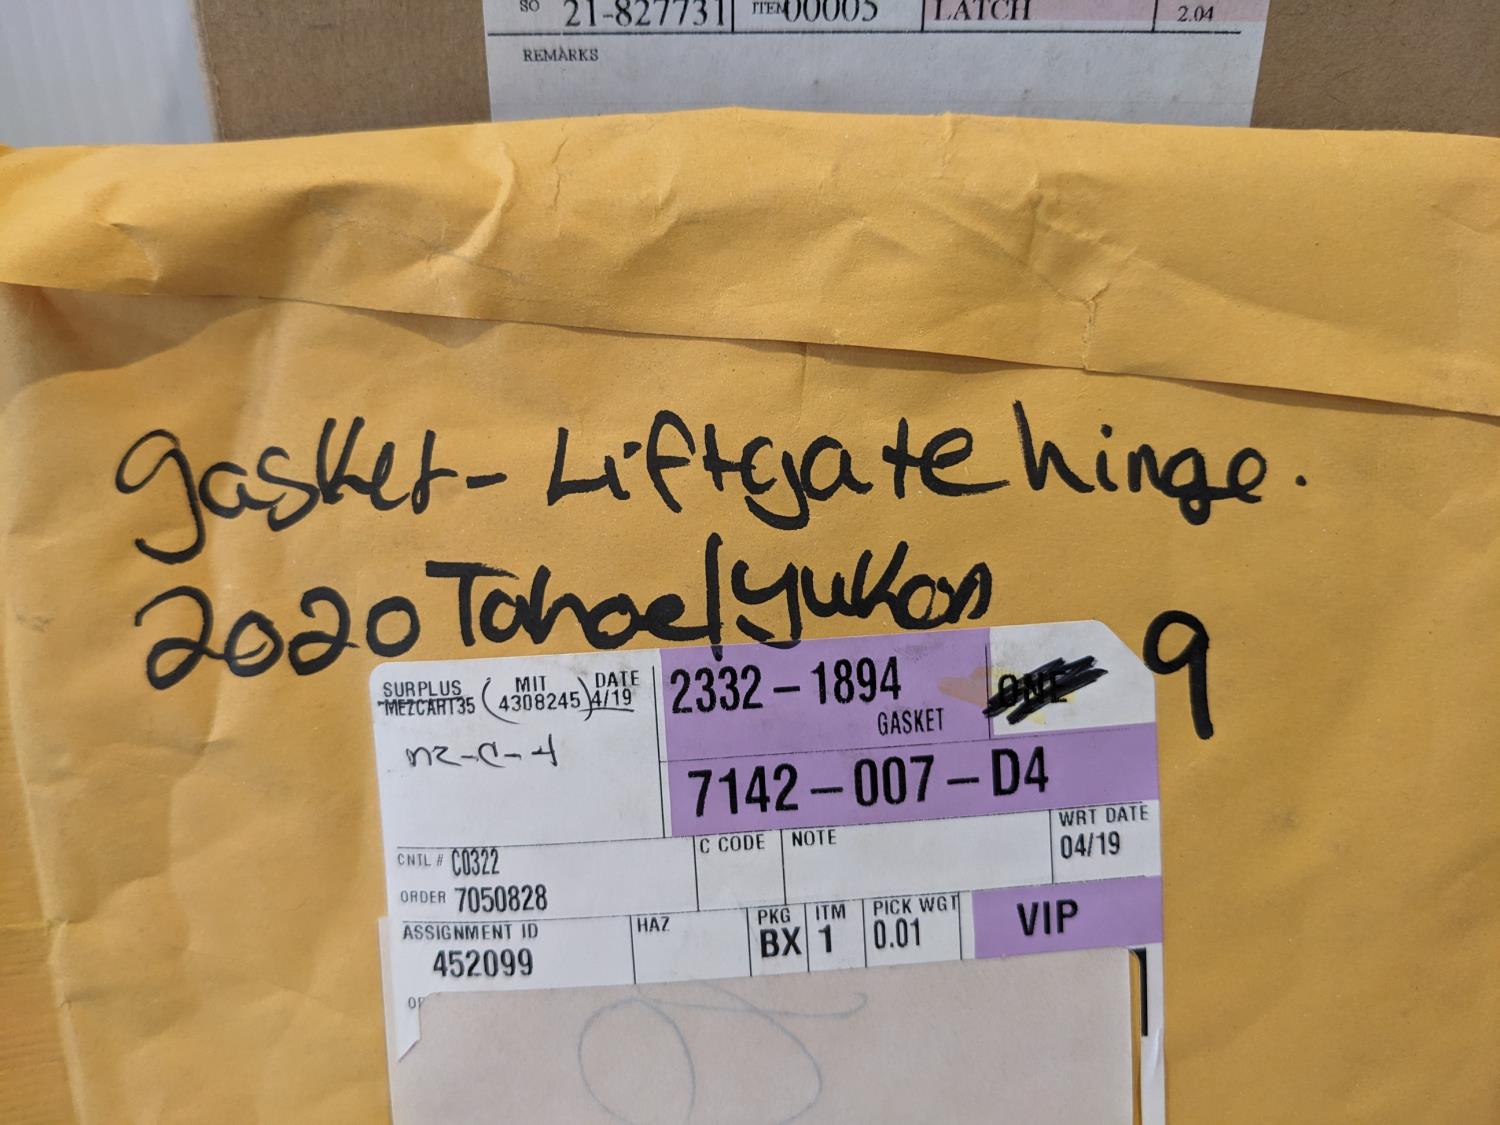 SO 21-827731 ITEM 00005 LATCH 2.04
REMARKS
gasket - Liftgate hinge.
2020 Tahoe/yukon
9
SURPLUS ( MIT DATE
MEZCART35 4308245 ) 4/19
2332-1894
GASKET
ONE
mz-c-4
7142-007-D4
CNTL # C0322
C CODE NOTE
WRT DATE
04/19
ORDER 7050828
ASSIGNMENT ID
452099
HAZ
PKG
BX
ITM
1
PICK WGT
0.01
VIP